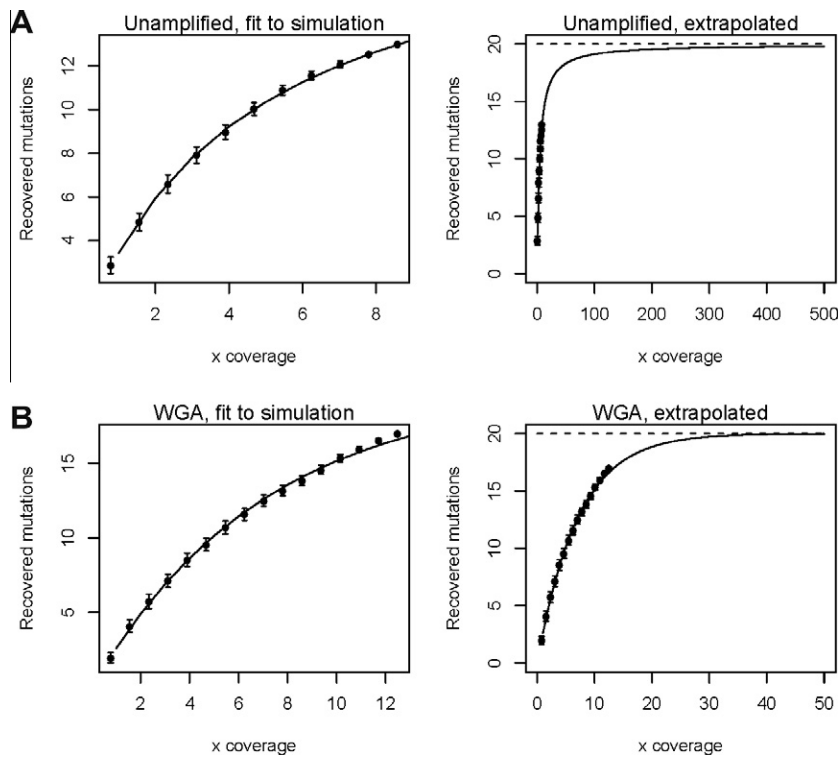 A
Unamplified, fit to simulation
Recovered mutations
12
10
8
6
4
2 4 6 8
x coverage
Unamplified, extrapolated
Recovered mutations
20
15
10
5
0
0 100 200 300 400 500
x coverage
B
WGA, fit to simulation
Recovered mutations
15
10
5
2 4 6 8 10 12
x coverage
WGA, extrapolated
Recovered mutations
20
15
10
5
0
0 10 20 30 40 50
x coverage